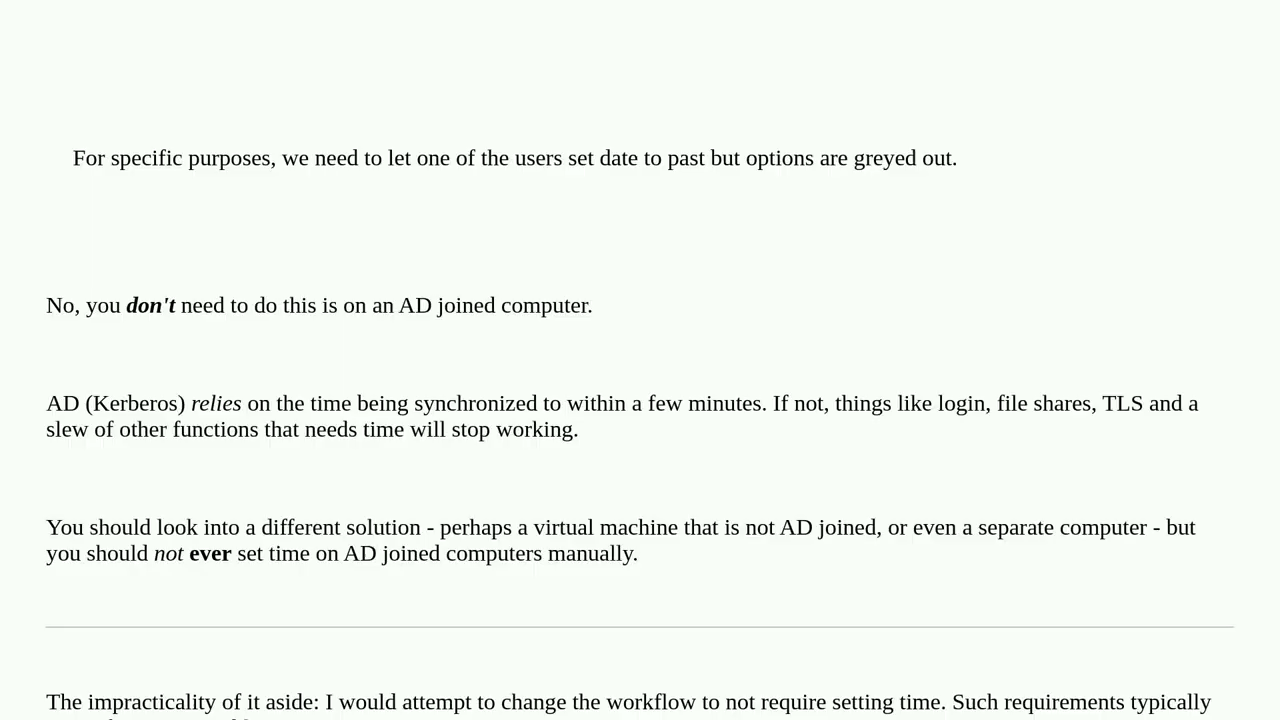 For specific purposes, we need to let one of the users set date to past but options are greyed out.
No, you don't need to do this is on an AD joined computer.
AD (Kerberos) relies on the time being synchronized to within a few minutes. If not, things like login, file shares, TLS and a
slew of other functions that needs time will stop working.
You should look into a different solution - perhaps a virtual machine that is not AD joined, or even a separate computer - but
you should not ever set time on AD joined computers manually.
The impracticality of it aside: I would attempt to change the workflow to not require setting time. Such requirements typically